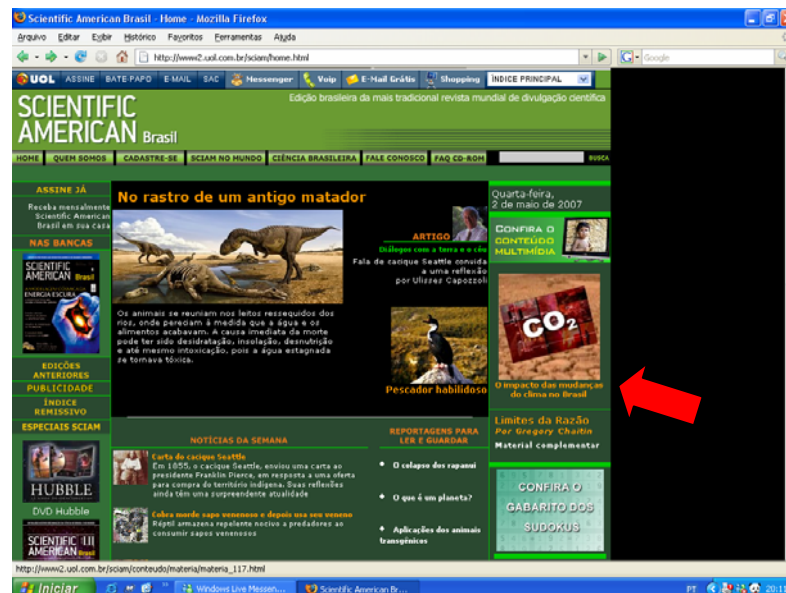 Scientific American Brasil - Home - Mozilla Firefox
Arquivo Editar Exibir Histórico Favoritos Ferramentas Ajuda
http://www2.uol.com.br/sciam/home.html
Google
UOL ASSINE BATE-PAPO E-MAIL SAC Messenger Voip E-Mail Grátis Shopping ÍNDICE PRINCIPAL
Edição brasileira da mais tradicional revista mundial de divulgação científica
SCIENTIFIC
AMERICAN Brasil
HOME QUEM SOMOS CADASTRE-SE SCIAM NO MUNDO CIÊNCIA BRASILEIRA FALE CONOSCO FAQ CD-ROM BUSCA
ASSINE JÁ
Receba mensalmente
Scientific American
Brasil em sua casa
NAS BANCAS
SCIENTIFIC
AMERICAN Brasil
ENERGIA ESCURA
EDIÇÕES
ANTERIORES
PUBLICIDADE
ÍNDICE
REMISSIVO
ESPECIAIS SCIAM
HUBBLE
DVD Hubble
SCIENTIFIC
AMERICAN Brasil
No rastro de um antigo matador
Os animais se reuniam nos leitos ressequidos dos
rios, onde pereciam à medida que a água e os
alimentos acabavam. A causa imediata da morte
pode ter sido desidratação, insolação, desnutrição
e até mesmo intoxicação, pois a água estagnada
se tornava tóxica.
ARTIGO
Diálogos com a terra e o céu
Fala de cacique Seattle convida
a uma reflexão
por Ulisses Capozzoli
Pescador habilidoso
NOTÍCIAS DA SEMANA
Carta do cacique Seattle
Em 1855, o cacique Seattle, enviou uma carta ao
presidente Franklin Pierce, em resposta a uma oferta
para compra do território indígena. Suas reflexões
ainda têm uma surpreendente atualidade
Cobra morde sapo venenoso e depois usa seu veneno
Réptil armazena repelente nocivo a predadores ao
consumir sapos venenosos
REPORTAGENS PARA
LER E GUARDAR
O colapso dos rapanui
O que é um planeta?
Aplicações dos animais
transgênicos
Quarta-feira,
2 de maio de 2007
CONFIRA O
CONTEÚDO
MULTIMÍDIA
CO2
O impacto das mudanças
do clima no Brasil
Limites da Razão
Por Gregory Chaitin
Material complementar
CONFIRA O
GABARITO DOS
SUDOKUS
http://www2.uol.com.br/sciam/conteudo/materia/materia_117.html
Iniciar Windows Live Messen... Scientific American Br... PT